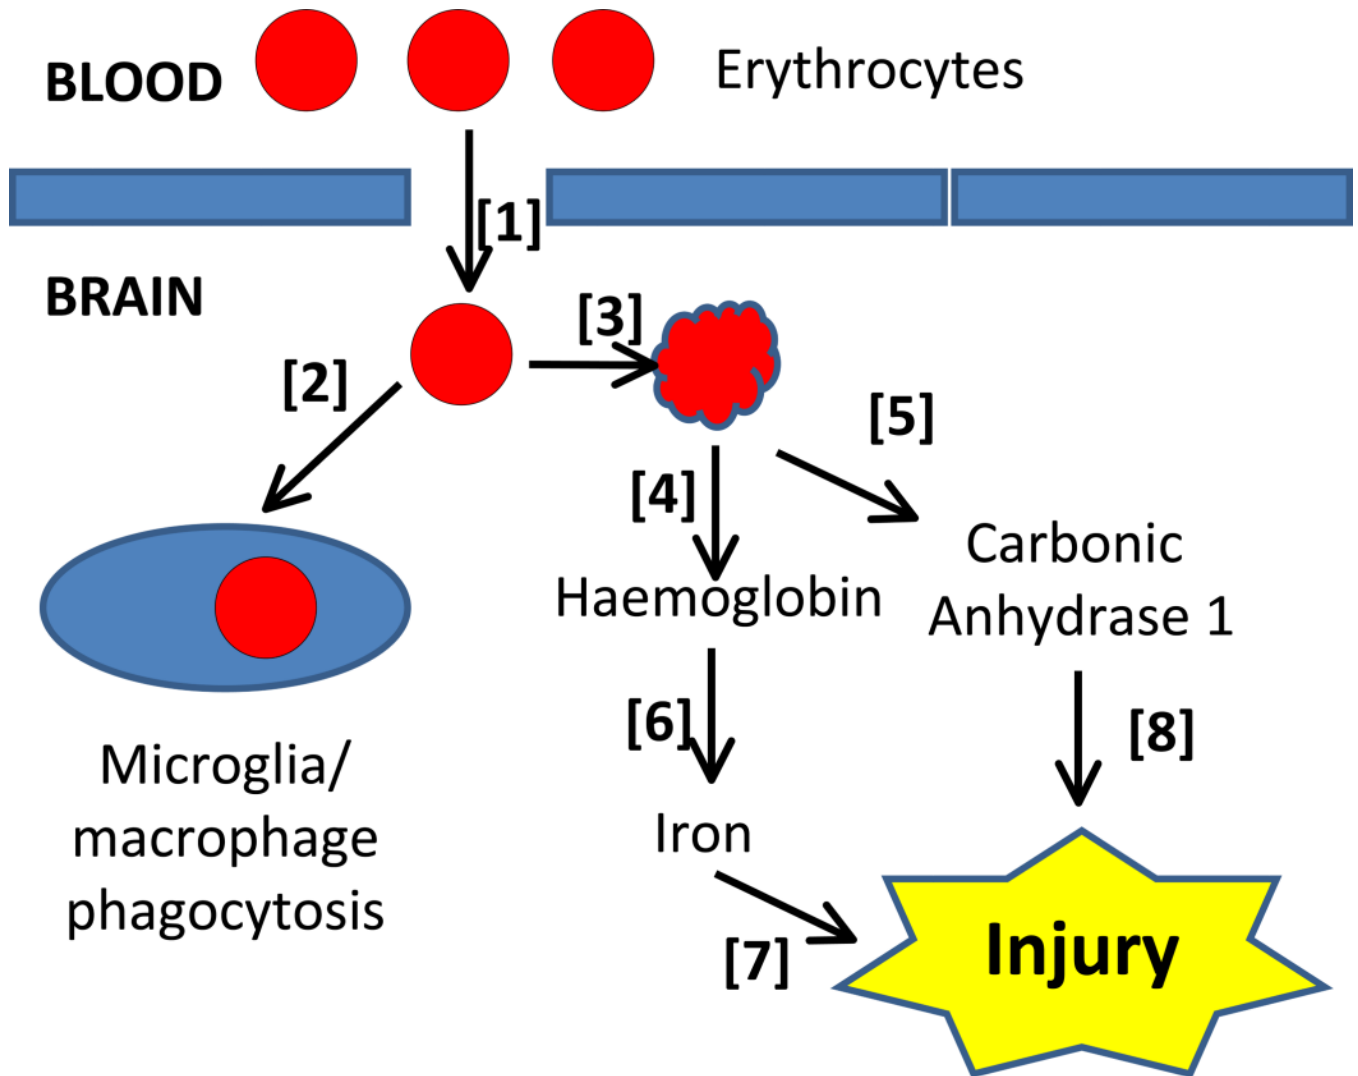 BLOOD
Erythrocytes
[1]
BRAIN
[3]
[2]
[5]
[4]
Carbonic
Anhydrase 1
Haemoglobin
[6]
[8]
Microglia/
macrophage
phagocytosis
Iron
[7]
Injury